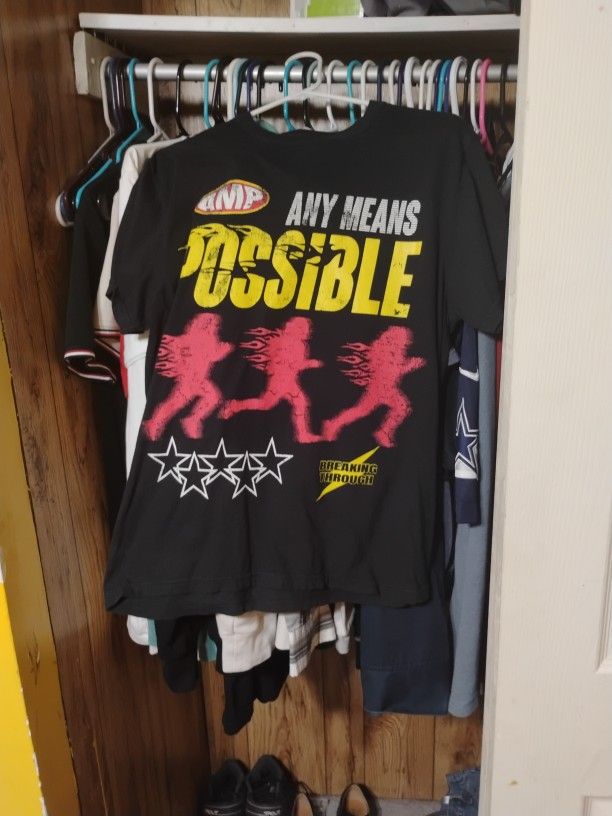 AMP
ANY MEANS
POSSIBLE
BREAKING
THROUGH